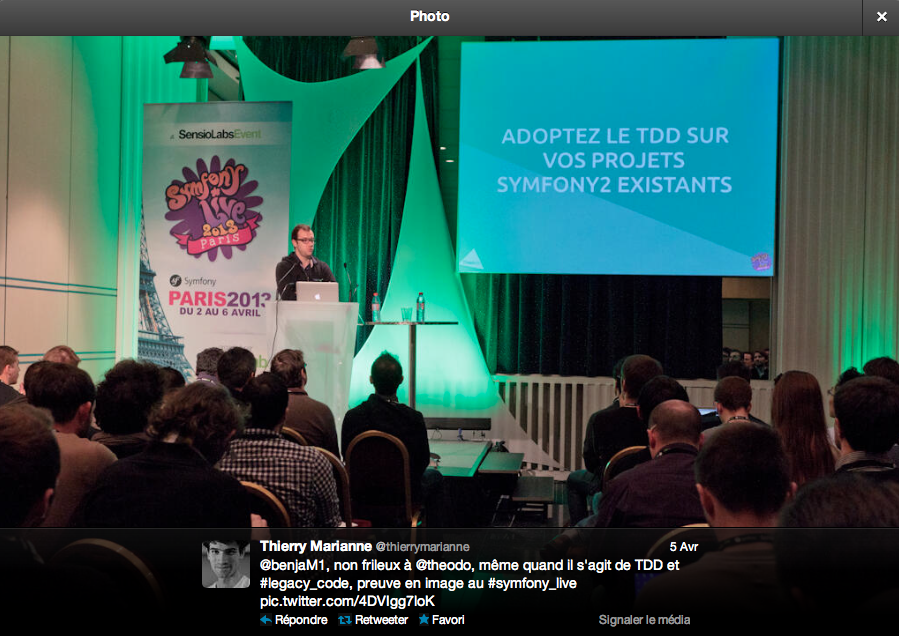 Photo
×
ADOPTEZ LE TDD SUR
VOS PROJETS
SYMFONY2 EXISTANTS
SensioLabsEvent
Symfony
Live
2013
Paris
sf Symfony
PARIS2013
DU 2 AU 6 AVRIL
Thierry Marianne @thierrymarianne 5 Avr
@benjaM1, non frileux à @theodo, même quand il s'agit de TDD et
#legacy_code, preuve en image au #symfony_live
pic.twitter.com/4DVIgg7loK
Répondre Retweeter Favori Signaler le média